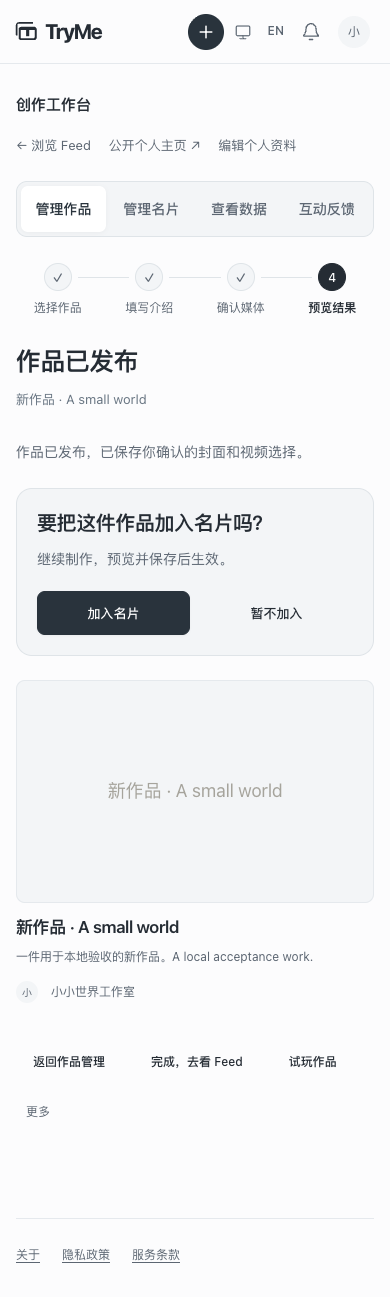 TryMe
EN
小
创作工作台
← 浏览 Feed 公开个人主页 ↗ 编辑个人资料
管理作品 管理名片 查看数据 互动反馈
4
选择作品 填写介绍 确认媒体 预览结果
作品已发布
新作品 · A small world
作品已发布，已保存你确认的封面和视频选择。
要把这件作品加入名片吗？
继续制作，预览并保存后生效。
加入名片 暂不加入
新作品 · A small world
新作品 · A small world
一件用于本地验收的新作品。A local acceptance work.
小 小小世界工作室
返回作品管理 完成，去看 Feed 试玩作品
更多
关于 隐私政策 服务条款